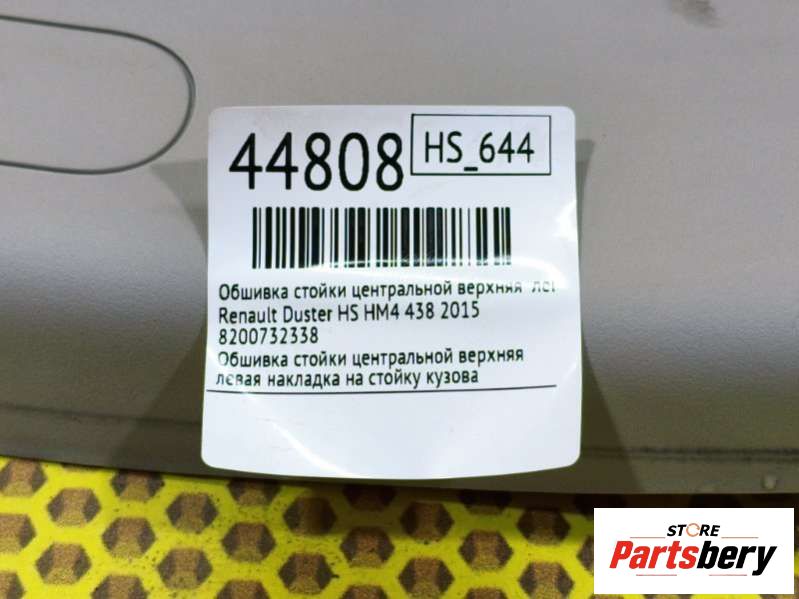 44808
HS_644
Обшивка стойки центральной верхняя
Renault Duster HS HM4 438 2015
8200732338
Обшивка стойки центральной верхняя
левая накладка на стойку кузова
STORE
Partsbery